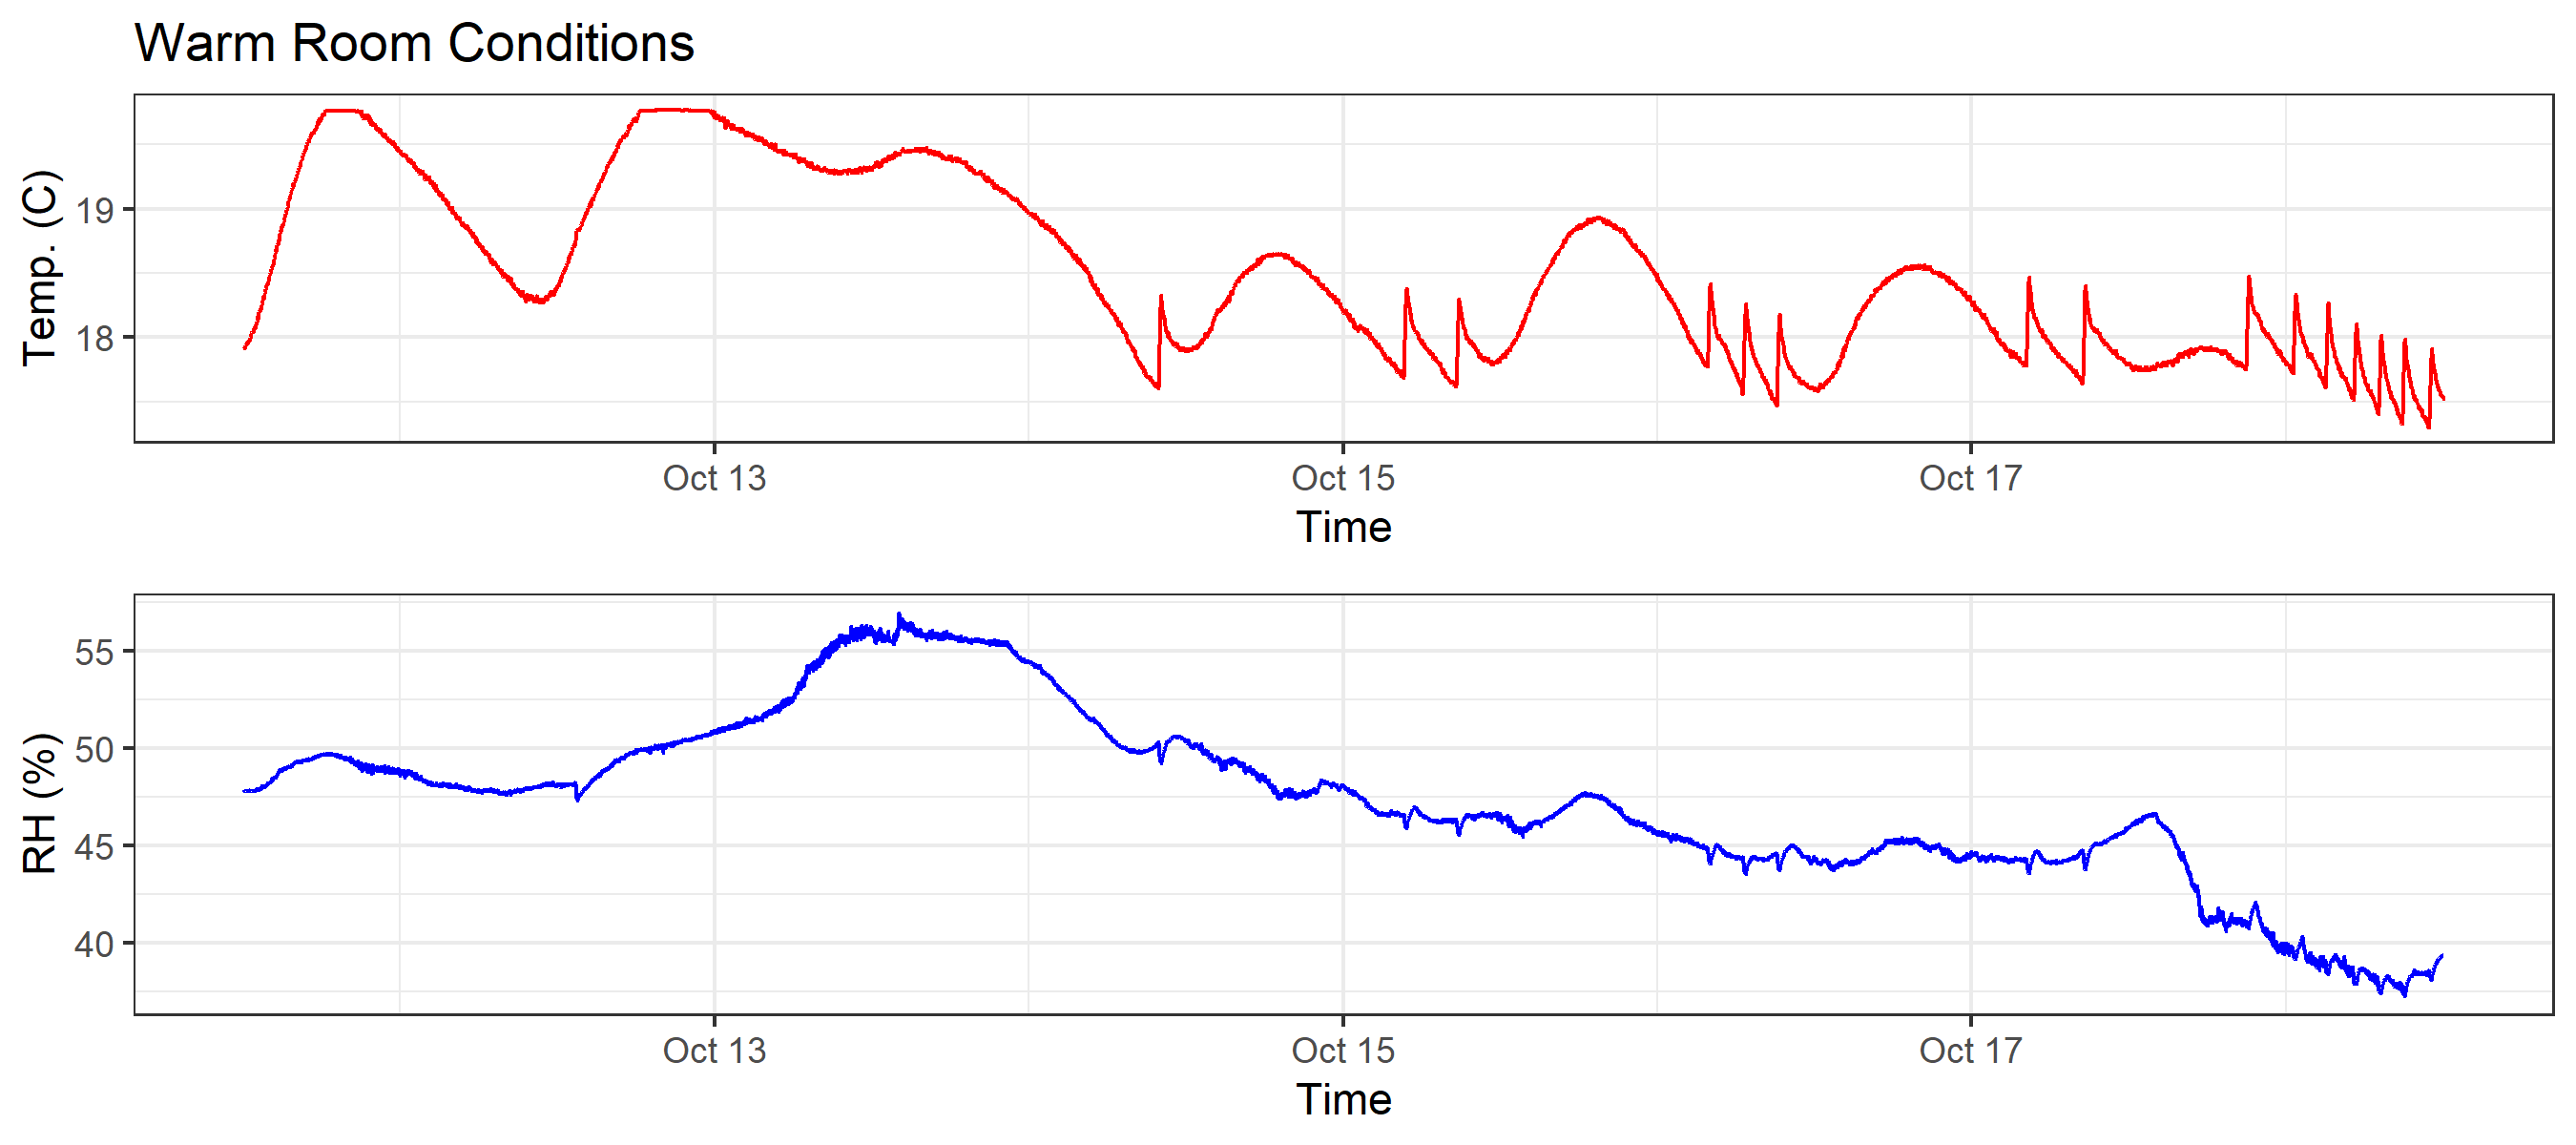 Warm Room Conditions
Temp. (C)
19
18
Oct 13 Oct 15 Oct 17
Time
RH (%)
55
50
45
40
Oct 13 Oct 15 Oct 17
Time